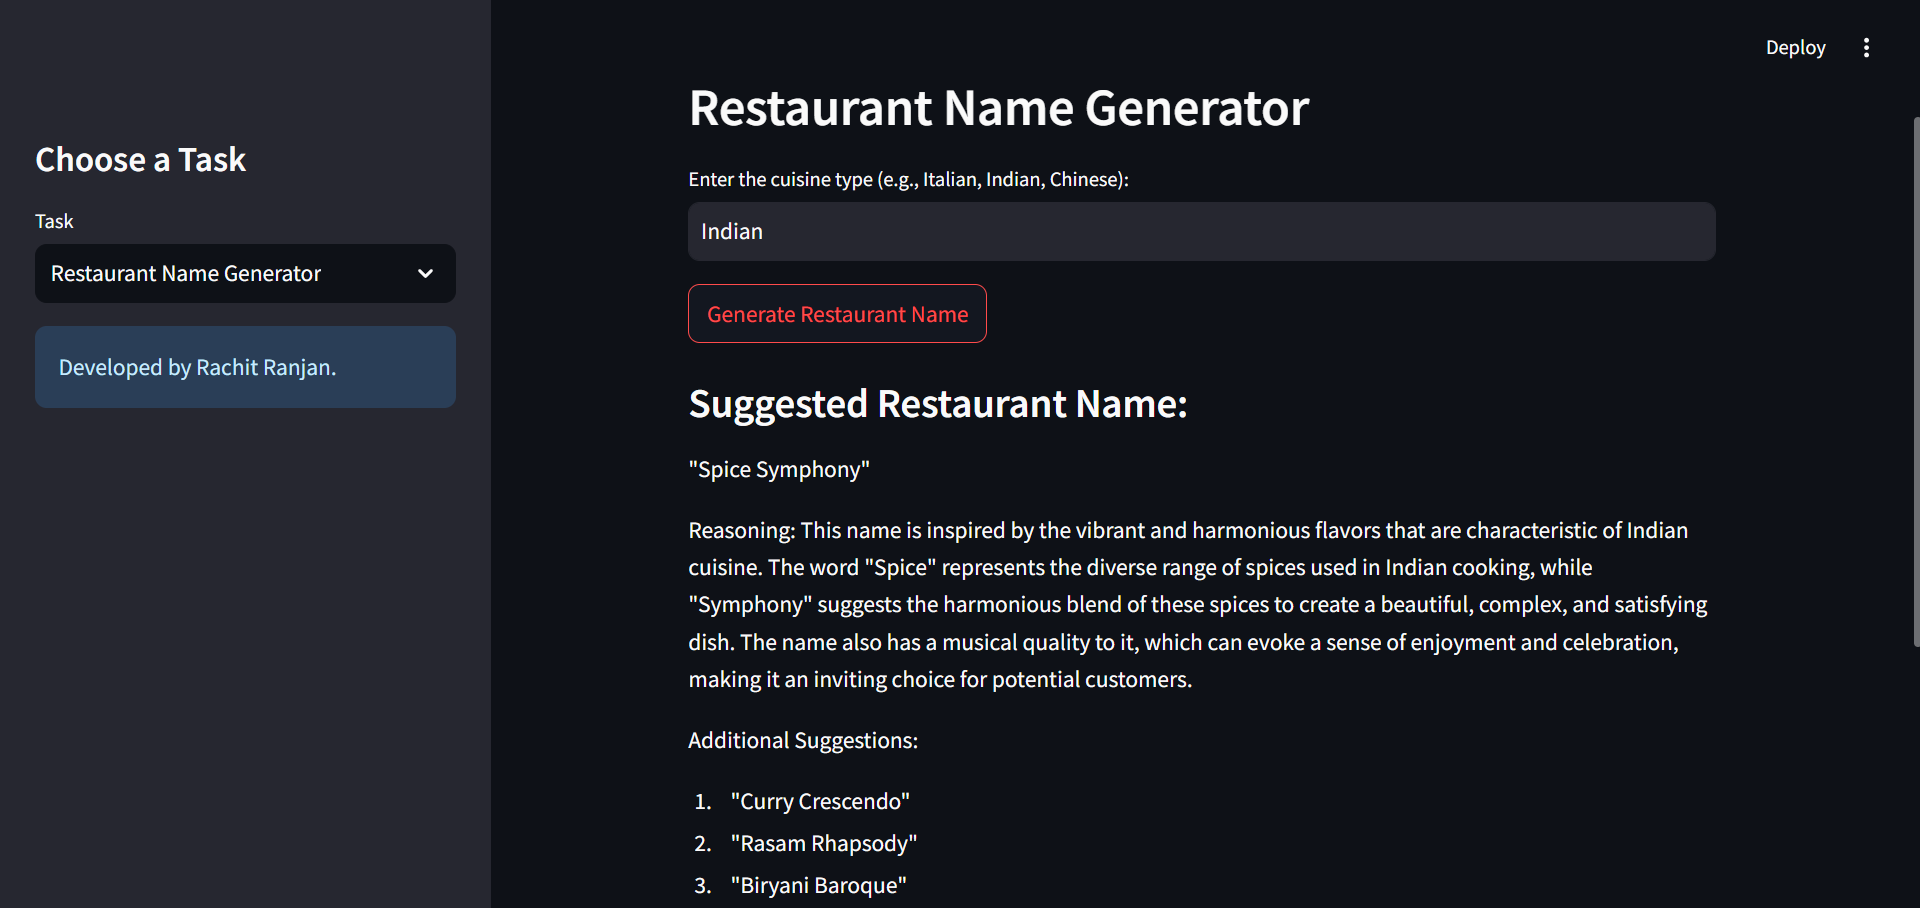 Deploy
Choose a Task
Task
Restaurant Name Generator
Developed by Rachit Ranjan.
Restaurant Name Generator
Enter the cuisine type (e.g., Italian, Indian, Chinese):
Indian
Generate Restaurant Name
Suggested Restaurant Name:
"Spice Symphony"
Reasoning: This name is inspired by the vibrant and harmonious flavors that are characteristic of Indian
cuisine. The word "Spice" represents the diverse range of spices used in Indian cooking, while
"Symphony" suggests the harmonious blend of these spices to create a beautiful, complex, and satisfying
dish. The name also has a musical quality to it, which can evoke a sense of enjoyment and celebration,
making it an inviting choice for potential customers.
Additional Suggestions:
1. "Curry Crescendo"
2. "Rasam Rhapsody"
3. "Biryani Baroque"